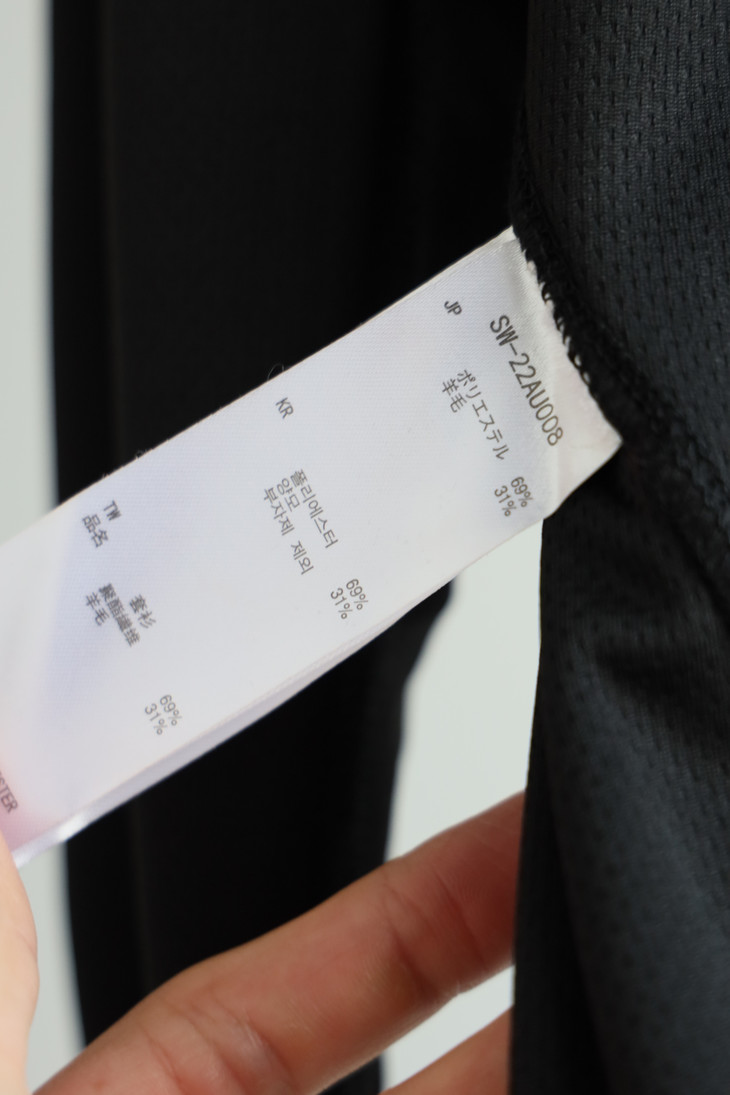 SW-22AU008
JP
ポリエステル 69%
羊毛 31%
KR
폴리에스터 69%
양모 31%
부자제 제외
TW
品名 套衫
聚酯纖維 69%
羊毛 31%